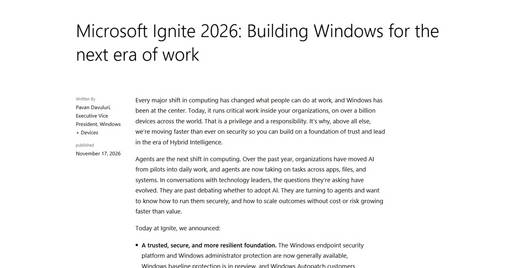 Microsoft Ignite 2026: Building Windows for the
next era of work
Written By
Pavan Davuluri,
Executive Vice
President, Windows
+ Devices
published
November 17, 2026
Every major shift in computing has changed what people can do at work, and Windows has
been at the center. Today, it runs critical work inside your organizations, on over a billion
devices across the world. That is a privilege and a responsibility. It's why, above all else,
we're moving faster than ever on security so you can build on a foundation of trust and lead
in the era of Hybrid Intelligence.
Agents are the next shift in computing. Over the past year, organizations have moved AI
from pilots into daily work, and agents are now taking on tasks across apps, files, and
systems. In conversations with technology leaders, the questions they're asking have
evolved. They are past debating whether to adopt AI. They are turning to agents and want
to know how to run them securely, and how to scale outcomes without cost or risk growing
faster than value.
Today at Ignite, we announced:
• A trusted, secure, and more resilient foundation. The Windows endpoint security
platform and Windows administrator protection are now generally available,
Windows baseline protection is in preview, and Windows Autopatch customers